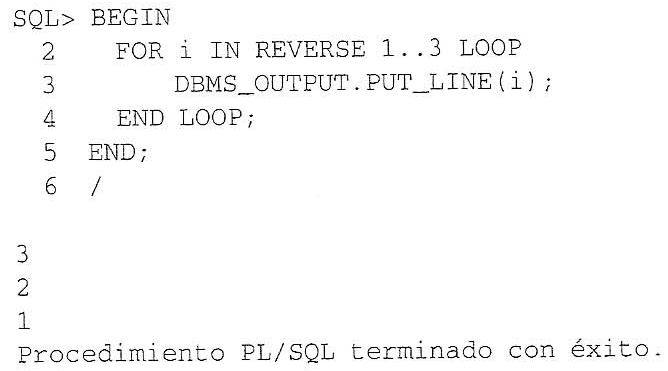 SQL> BEGIN
2 FOR i IN REVERSE 1..3 LOOP
3 DBMS_OUTPUT.PUT_LINE(i);
4 END LOOP;
5 END;
6 /
3
2
1
Procedimiento PL/SQL terminado con éxito.